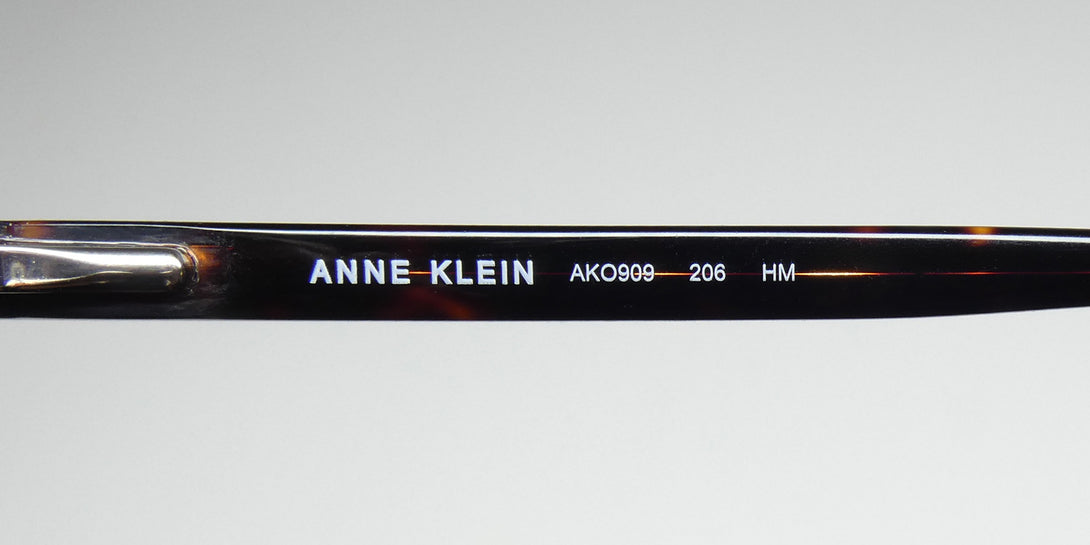 ANNE KLEIN AKO909 206 HM